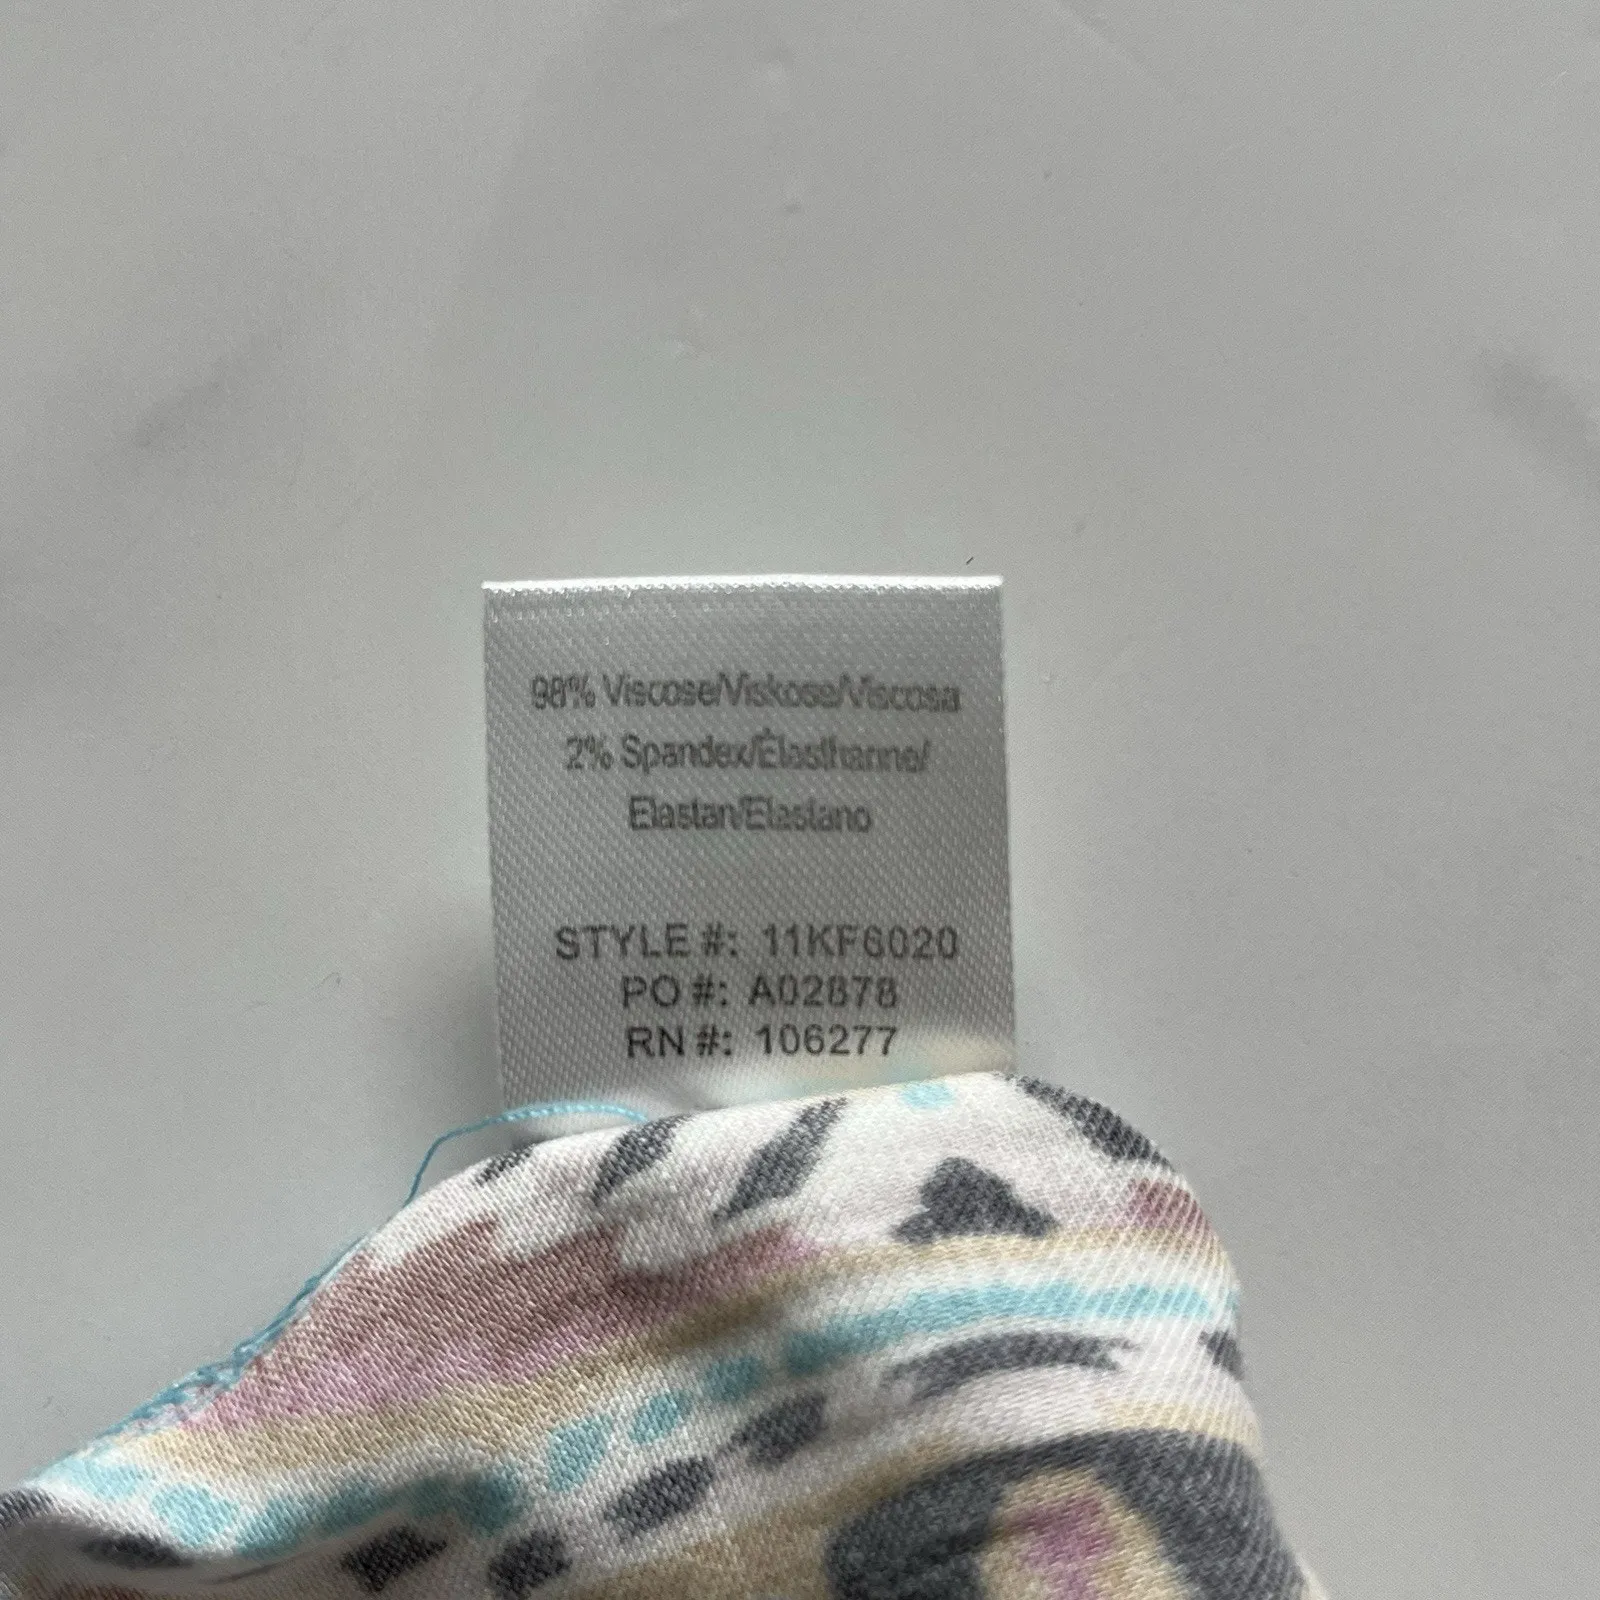 98% Viscose/Viskose/Viscosa
2% Spandex/Élasthanne/
Elastan/Elastano
STYLE #: 11KF6020
PO #: A02878
RN #: 106277